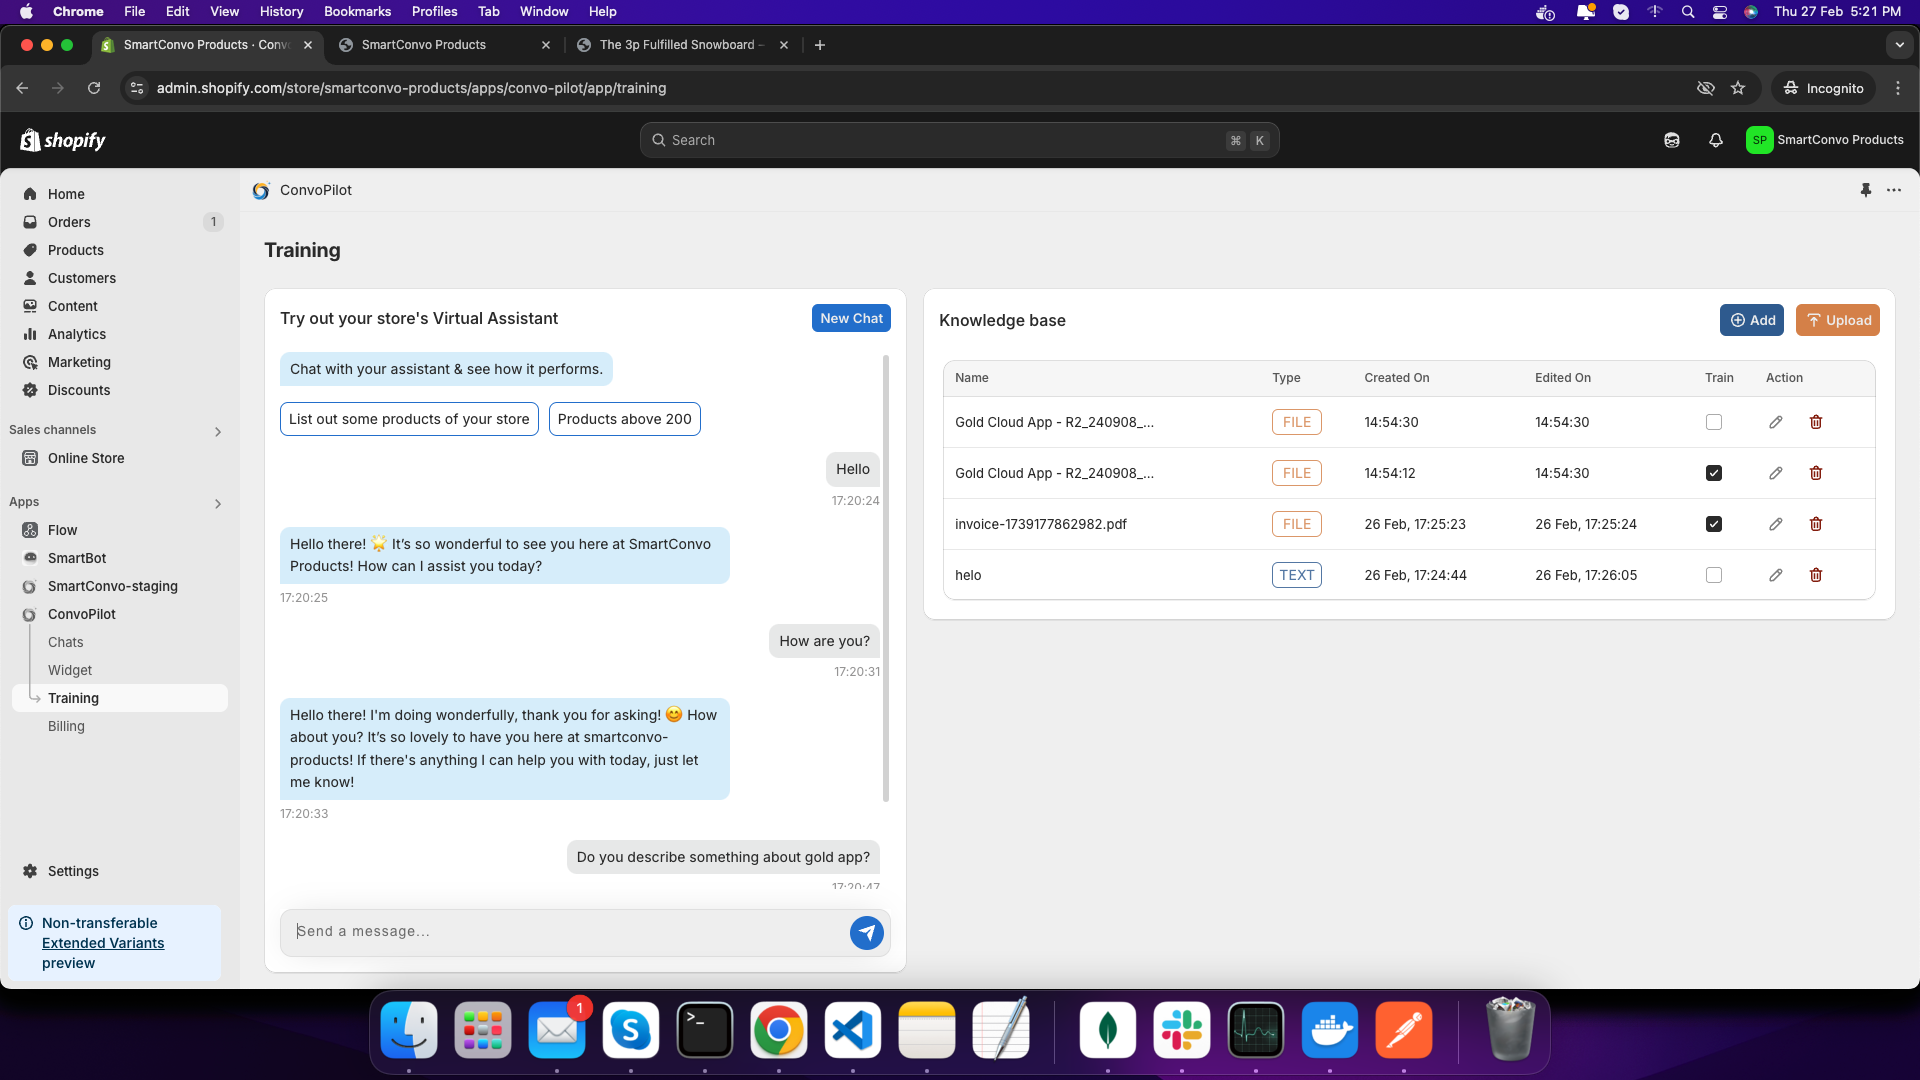 Chrome File Edit View History Bookmarks Profiles Tab Window Help Thu 27 Feb 5:21 PM
SmartConvo Products · Conv SmartConvo Products The 3p Fulfilled Snowboard –
admin.shopify.com/store/smartconvo-products/apps/convo-pilot/app/training Incognito
shopify Search ⌘ K SP SmartConvo Products
Home
Orders 1
Products
Customers
Content
Analytics
Marketing
Discounts
Sales channels
Online Store
Apps
Flow
SmartBot
SmartConvo-staging
ConvoPilot
Chats
Widget
Training
Billing
Settings
Non-transferable
Extended Variants
preview
ConvoPilot
Training
Try out your store's Virtual Assistant New Chat
Chat with your assistant & see how it performs.
List out some products of your store Products above 200
Hello
17:20:24
Hello there! 🌟 It's so wonderful to see you here at SmartConvo
Products! How can I assist you today?
17:20:25
How are you?
17:20:31
Hello there! I'm doing wonderfully, thank you for asking! 😊 How
about you? It's so lovely to have you here at smartconvo-
products! If there's anything I can help you with today, just let
me know!
17:20:33
Do you describe something about gold app?
17:20:47
Send a message...
Knowledge base Add Upload
Name Type Created On Edited On Train Action
Gold Cloud App - R2_240908_... FILE 14:54:30 14:54:30
Gold Cloud App - R2_240908_... FILE 14:54:12 14:54:30
invoice-1739177862982.pdf FILE 26 Feb, 17:25:23 26 Feb, 17:25:24
helo TEXT 26 Feb, 17:24:44 26 Feb, 17:26:05
1